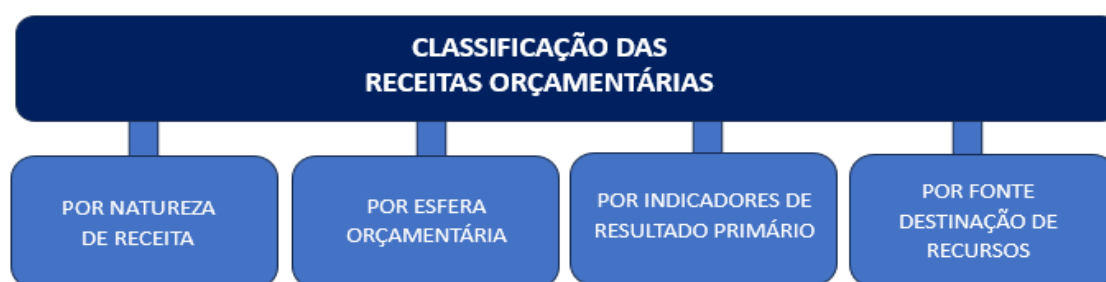 CLASSIFICAÇÃO DAS
RECEITAS ORÇAMENTÁRIAS
POR NATUREZA
DE RECEITA
POR ESFERA
ORÇAMENTÁRIA
POR INDICADORES DE
RESULTADO PRIMÁRIO
POR FONTE
DESTINAÇÃO DE
RECURSOS